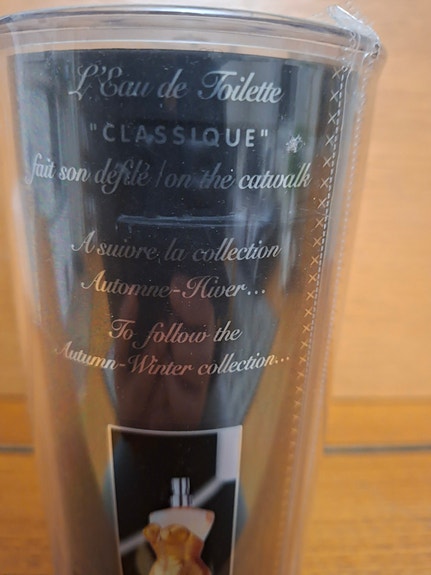 L'Eau de Toilette
"CLASSIQUE"
fait son défilé / on the catwalk
A suivre la collection
Automne-Hiver...
To follow the
Autumn-Winter collection...